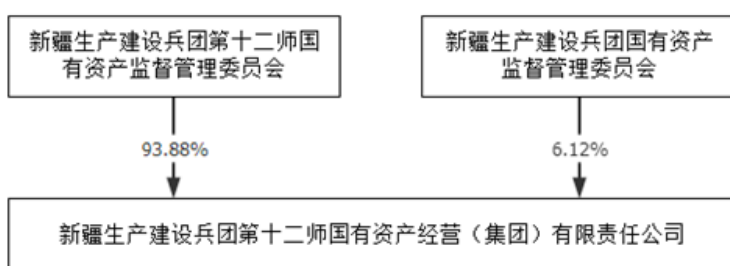 新疆生产建设兵团第十二师国
有资产监督管理委员会
新疆生产建设兵团国有资产
监督管理委员会
93.88%
6.12%
新疆生产建设兵团第十二师国有资产经营（集团）有限责任公司